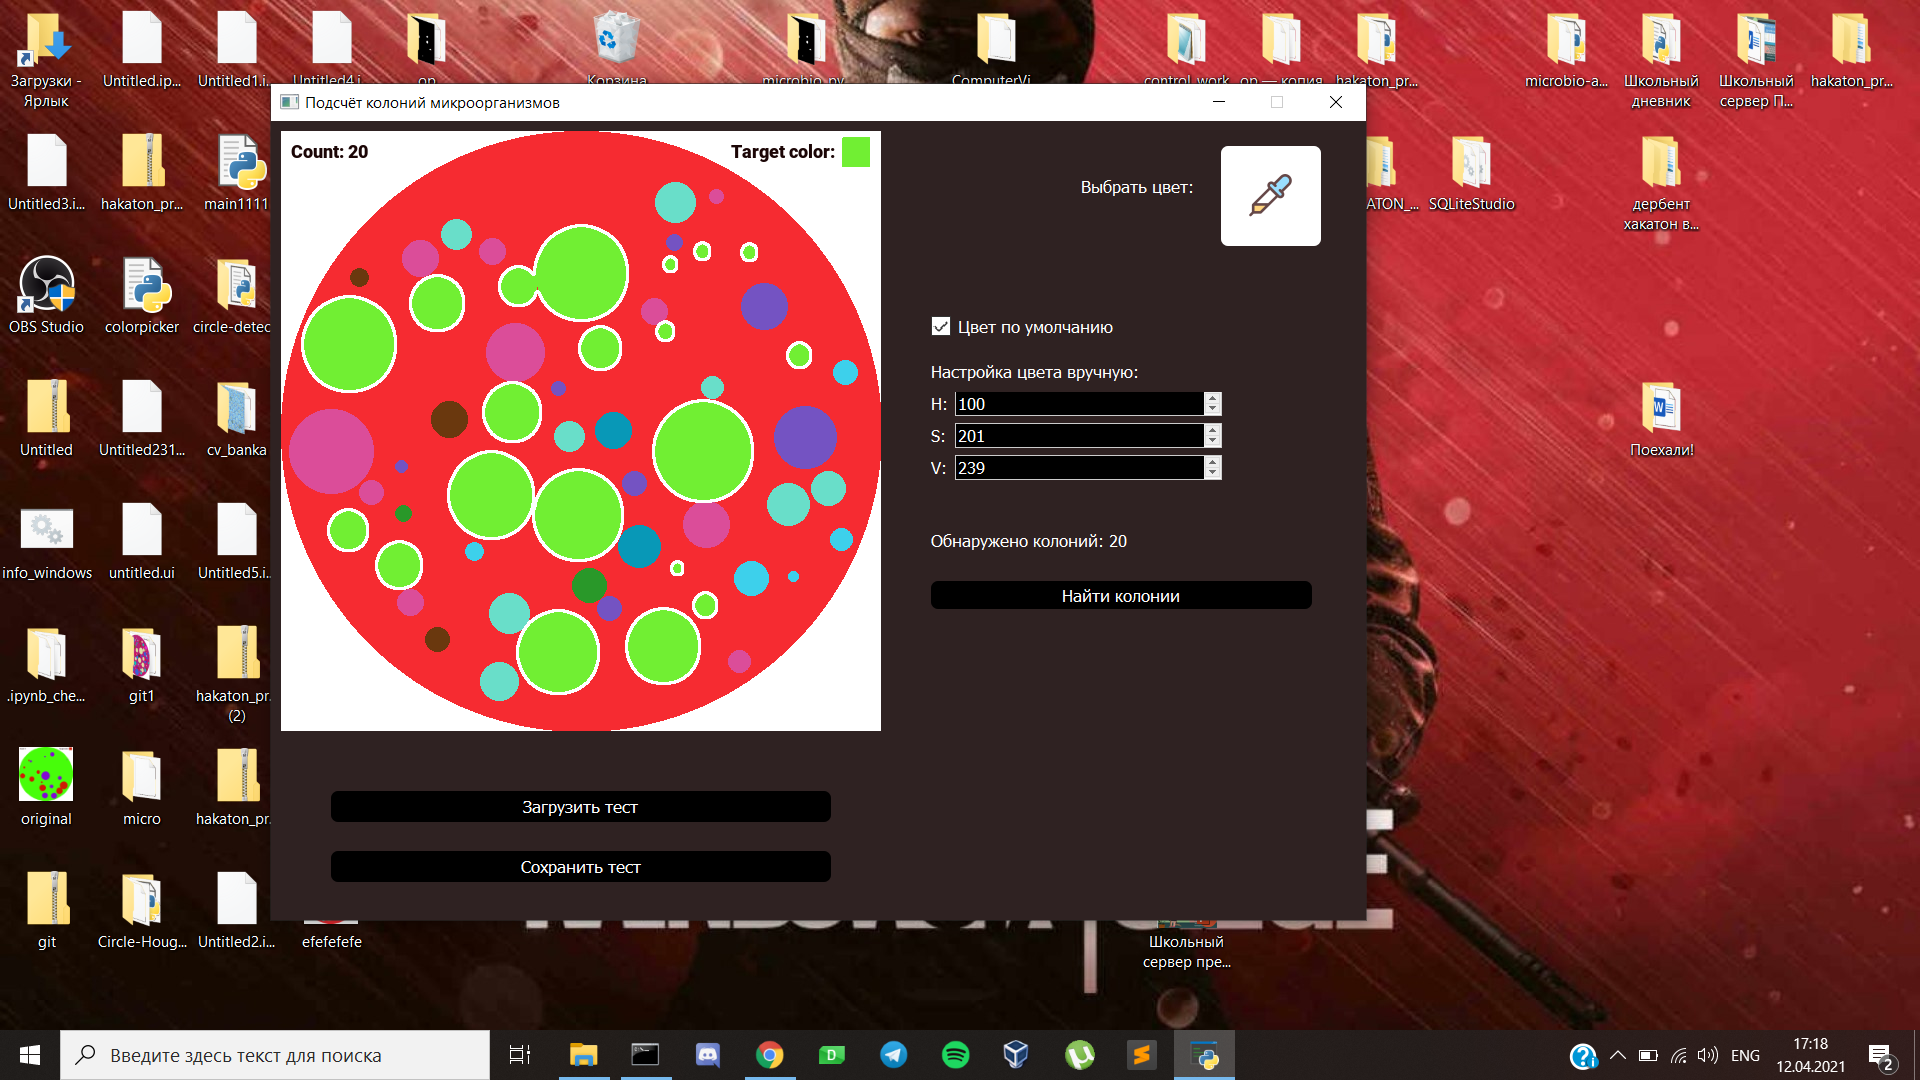 Загрузки -
Ярлык
Untitled.ip...
Untitled1.i..
Untitled4.i
op
Корзина
microbio_py
ComputerVi
control_work
op — копия
hakaton_pr...
microbio-a...
Школьный
дневник
Школьный
сервер П...
hakaton_pr...
Подсчёт колоний микроорганизмов
Count: 20
Target color:
Выбрать цвет:
Цвет по умолчанию
Настройка цвета вручную:
H: 100
S: 201
V: 239
Обнаружено колоний: 20
Найти колонии
Загрузить тест
Сохранить тест
Untitled3.i...
hakaton_pr...
main1111
ATON_...
SQLiteStudio
дербент
хакатон в...
OBS Studio
colorpicker
circle-detec
Untitled
Untitled231...
cv_banka
Поехали!
info_windows
untitled.ui
Untitled5.i..
.ipynb_che...
git1
hakaton_pr.
(2)
original
micro
hakaton_pr.
git
Circle-Houg...
Untitled2.i...
efefefefe
Школьный
сервер пре...
Введите здесь текст для поиска
D
ENG
17:18
12.04.2021
2